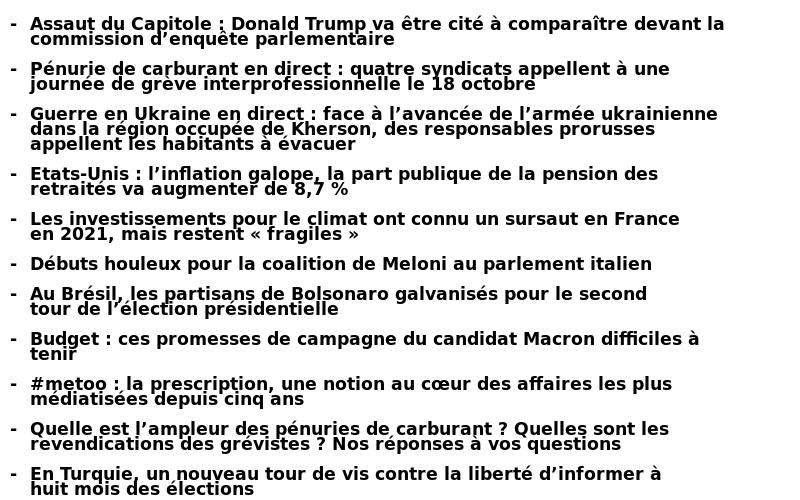 - Assaut du Capitole : Donald Trump va être cité à comparaître devant la
commission d’enquête parlementaire
- Pénurie de carburant en direct : quatre syndicats appellent à une
journée de grève interprofessionnelle le 18 octobre
- Guerre en Ukraine en direct : face à l’avancée de l’armée ukrainienne
dans la région occupée de Kherson, des responsables prorusses
appellent les habitants à évacuer
- Etats-Unis : l’inflation galope, la part publique de la pension des
retraités va augmenter de 8,7 %
- Les investissements pour le climat ont connu un sursaut en France
en 2021, mais restent « fragiles »
- Débuts houleux pour la coalition de Meloni au parlement italien
- Au Brésil, les partisans de Bolsonaro galvanisés pour le second
tour de l’élection présidentielle
- Budget : ces promesses de campagne du candidat Macron difficiles à
tenir
- #metoo : la prescription, une notion au cœur des affaires les plus
médiatisées depuis cinq ans
- Quelle est l’ampleur des pénuries de carburant ? Quelles sont les
revendications des grévistes ? Nos réponses à vos questions
- En Turquie, un nouveau tour de vis contre la liberté d’informer à
huit mois des élections